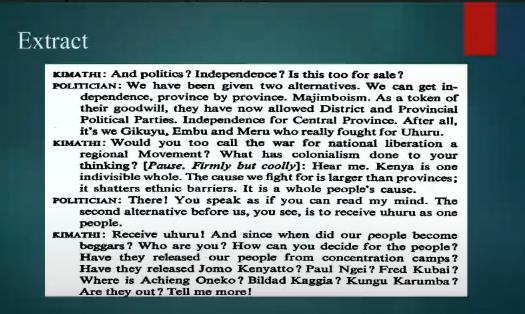 Extract
KIMATHI: And politics? Independence? Is this too for sale?
POLITICIAN: We have been given two alternatives. We can get in-
dependence, province by province. Majimboism. As a token of
their goodwill, they have now allowed District and Provincial
Political Parties. Independence for Central Province. After all,
it's we Gikuyu, Embu and Meru who really fought for Uhuru.
KIMATHI: Would you too call the war for national liberation a
regional Movement? What has colonialism done to your
thinking? [Pause. Firmly but coolly]: Hear me. Kenya is one
indivisible whole. The cause we fight for is larger than provinces;
it shatters ethnic barriers. It is a whole people's cause.
POLITICIAN: There! You speak as if you can read my mind. The
second alternative before us, you see, is to receive uhuru as one
people.
KIMATHI: Receive uhuru! And since when did our people become
beggars? Who are you? How can you decide for the people?
Have they released our people from concentration camps?
Have they released Jomo Kenyatto? Paul Ngei? Fred Kubai?
Where is Achieng Oneko? Bildad Kaggia? Kungu Karumba?
Are they out? Tell me more!